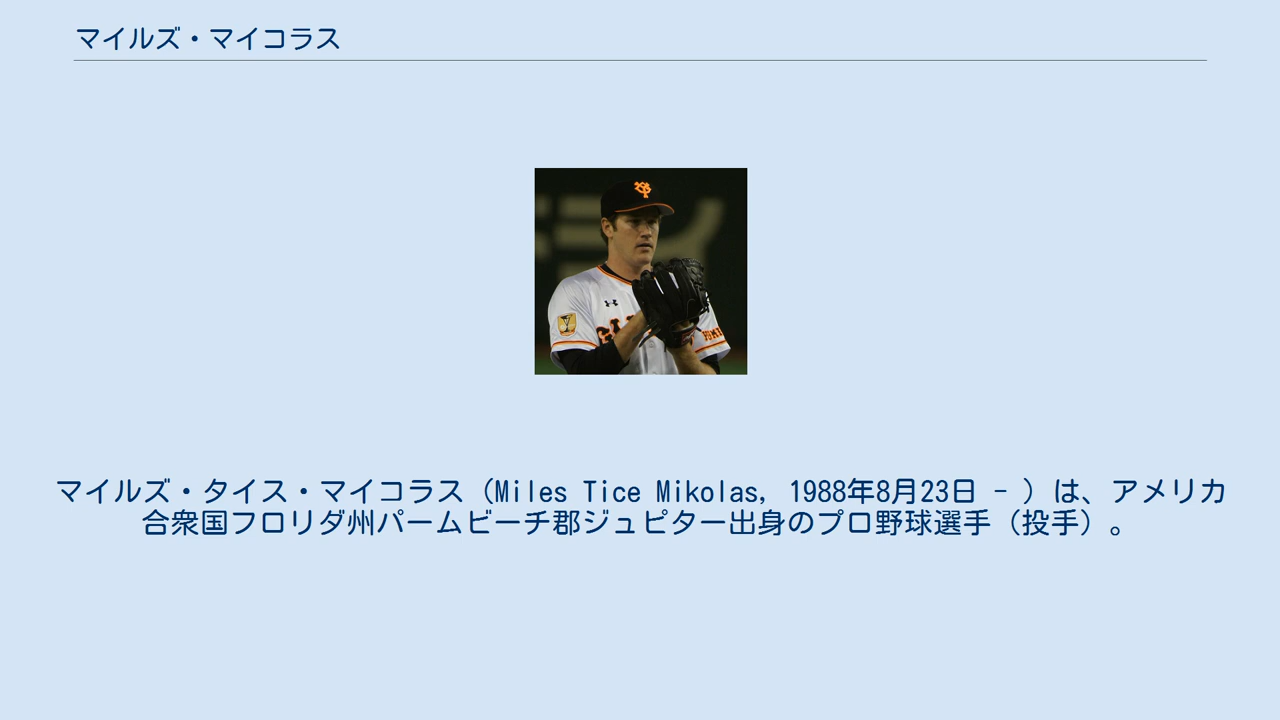 マイルズ・マイコラス
マイルズ・タイス・マイコラス（Miles Tice Mikolas, 1988年8月23日 - ）は、アメリカ
合衆国フロリダ州パームビーチ郡ジュピター出身のプロ野球選手（投手）。